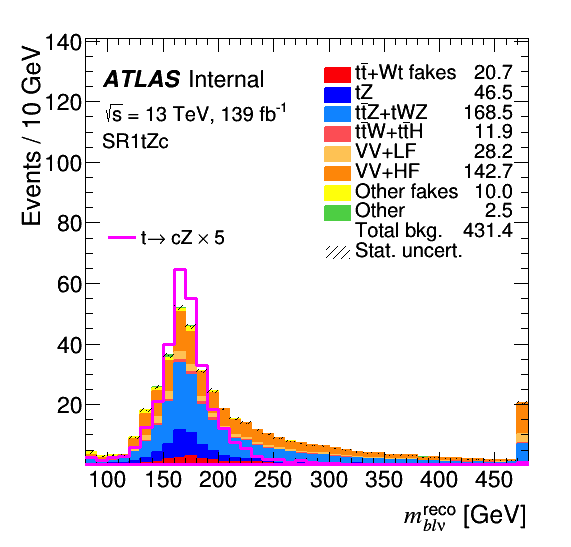 ATLAS Internal
√s = 13 TeV, 139 fb⁻¹
SR1tZc
t→ cZ × 5
tt̄+Wt fakes 20.7
tZ 46.5
tt̄Z+tWZ 168.5
tt̄W+tt̄H 11.9
VV+LF 28.2
VV+HF 142.7
Other fakes 10.0
Other 2.5
Total bkg. 431.4
Stat. uncert.
Events / 10 GeV
140
120
100
80
60
40
20
100 150 200 250 300 350 400 450
m_{blν}^{reco} [GeV]